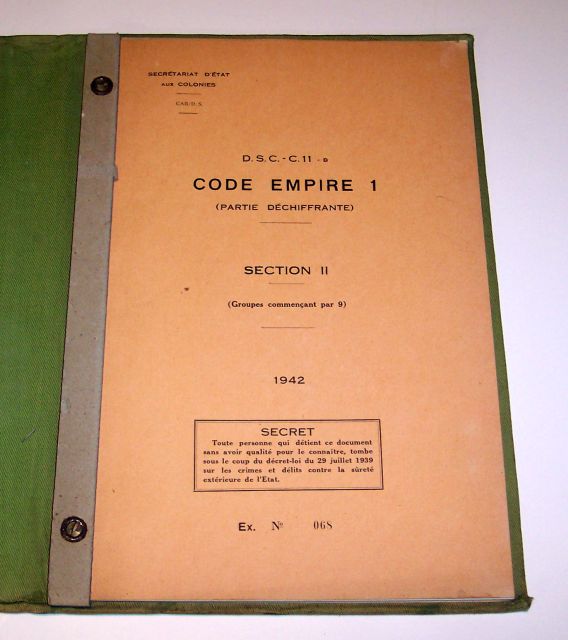 SECRÉTARIAT D'ÉTAT
AUX COLONIES
CAB/D.S.
D.S.C.-C.11-D
CODE EMPIRE 1
(PARTIE DÉCHIFFRANTE)
SECTION II
(Groupes commençant par 9)
1942
SECRET
Toute personne qui détient ce document
sans avoir qualité pour le connaître, tombe
sous le coup du décret-loi du 29 juillet 1939
sur les crimes et délits contre la sûreté
extérieure de l'Etat.
Ex. Nº 068